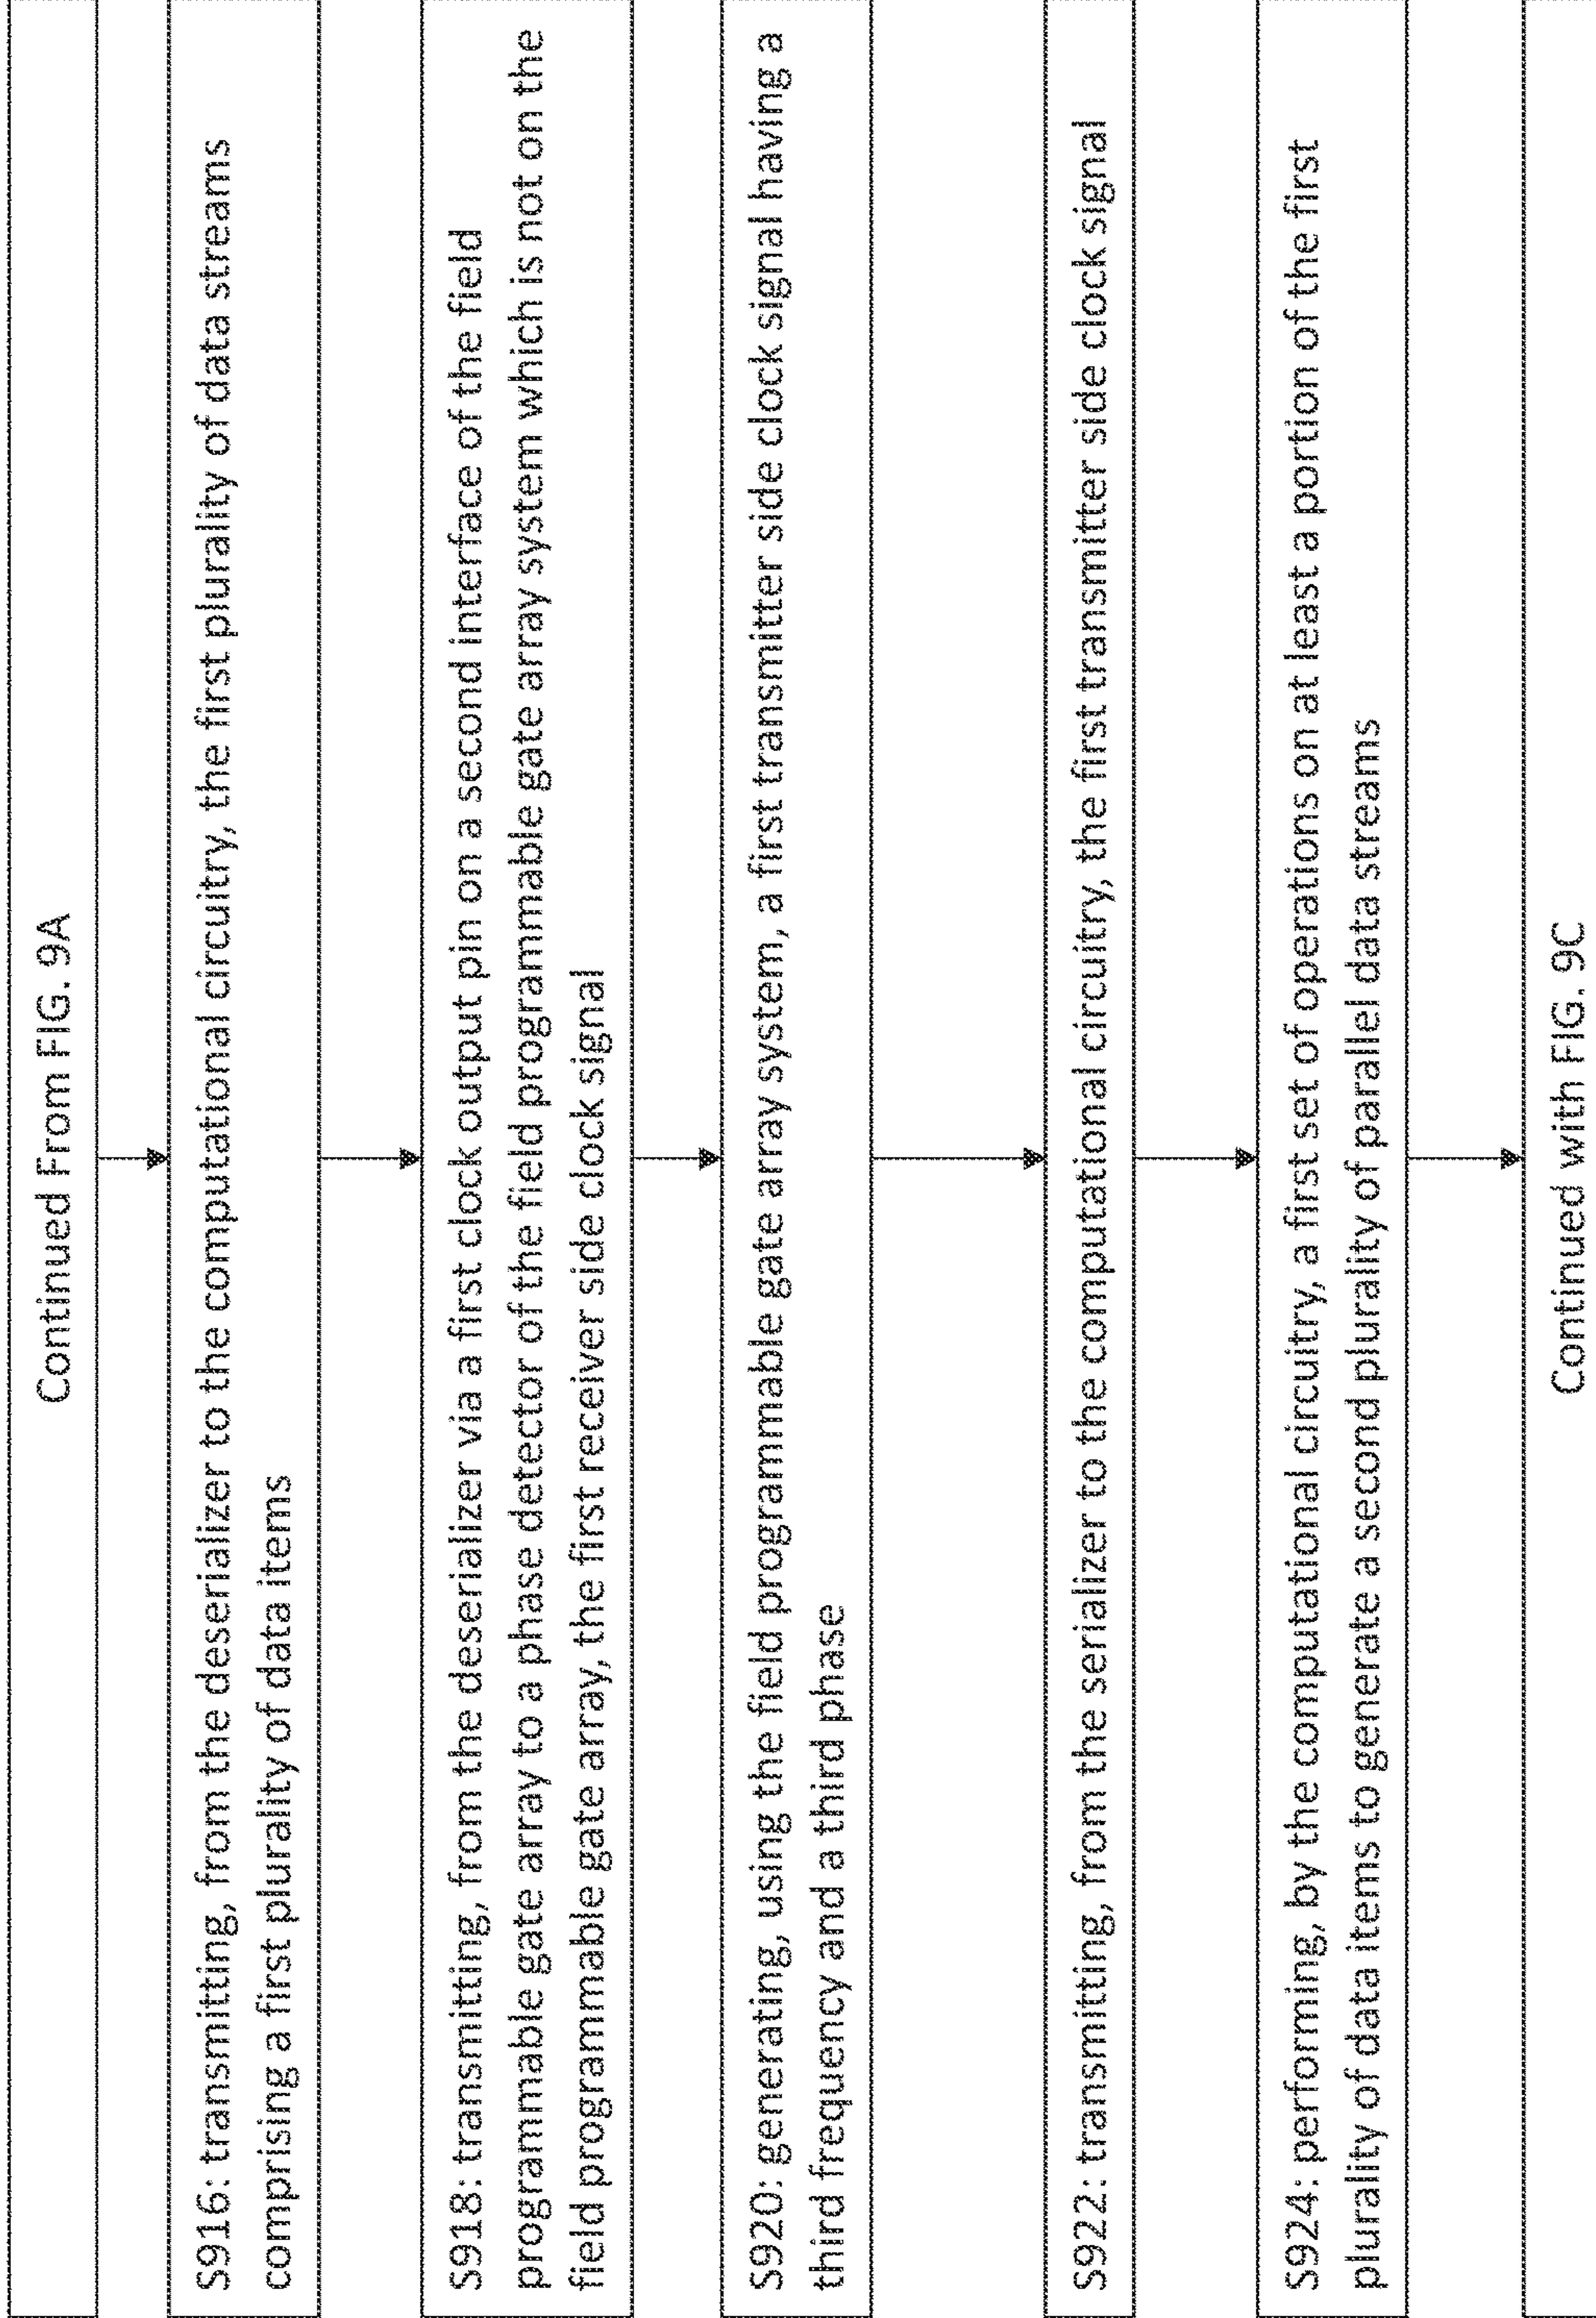 Continued From FIG. 9A
S916: transmitting, from the deserializer to the computational circuitry, the first plurality of data streams
comprising a first plurality of data items
S918: transmitting, from the deserializer via a first clock output pin on a second interface of the field
programmable gate array to a phase detector of the field programmable gate array system which is not on the
field programmable gate array, the first receiver side clock signal
S920: generating, using the field programmable gate array system, a first transmitter side clock signal having a
third frequency and a third phase
S922: transmitting, from the serializer to the computational circuitry, the first transmitter side clock signal
S924: performing, by the computational circuitry, a first set of operations on at least a portion of the first
plurality of data items to generate a second plurality of parallel data streams
Continued with FIG. 9C